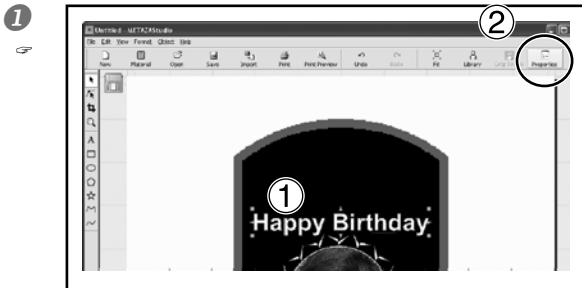 1
2
Untitled - METAZAStudio
File Edit View Format Object Help
New Material Open Save Import Print Print Preview Undo Redo Fit Library Properties
A
1
Happy Birthday